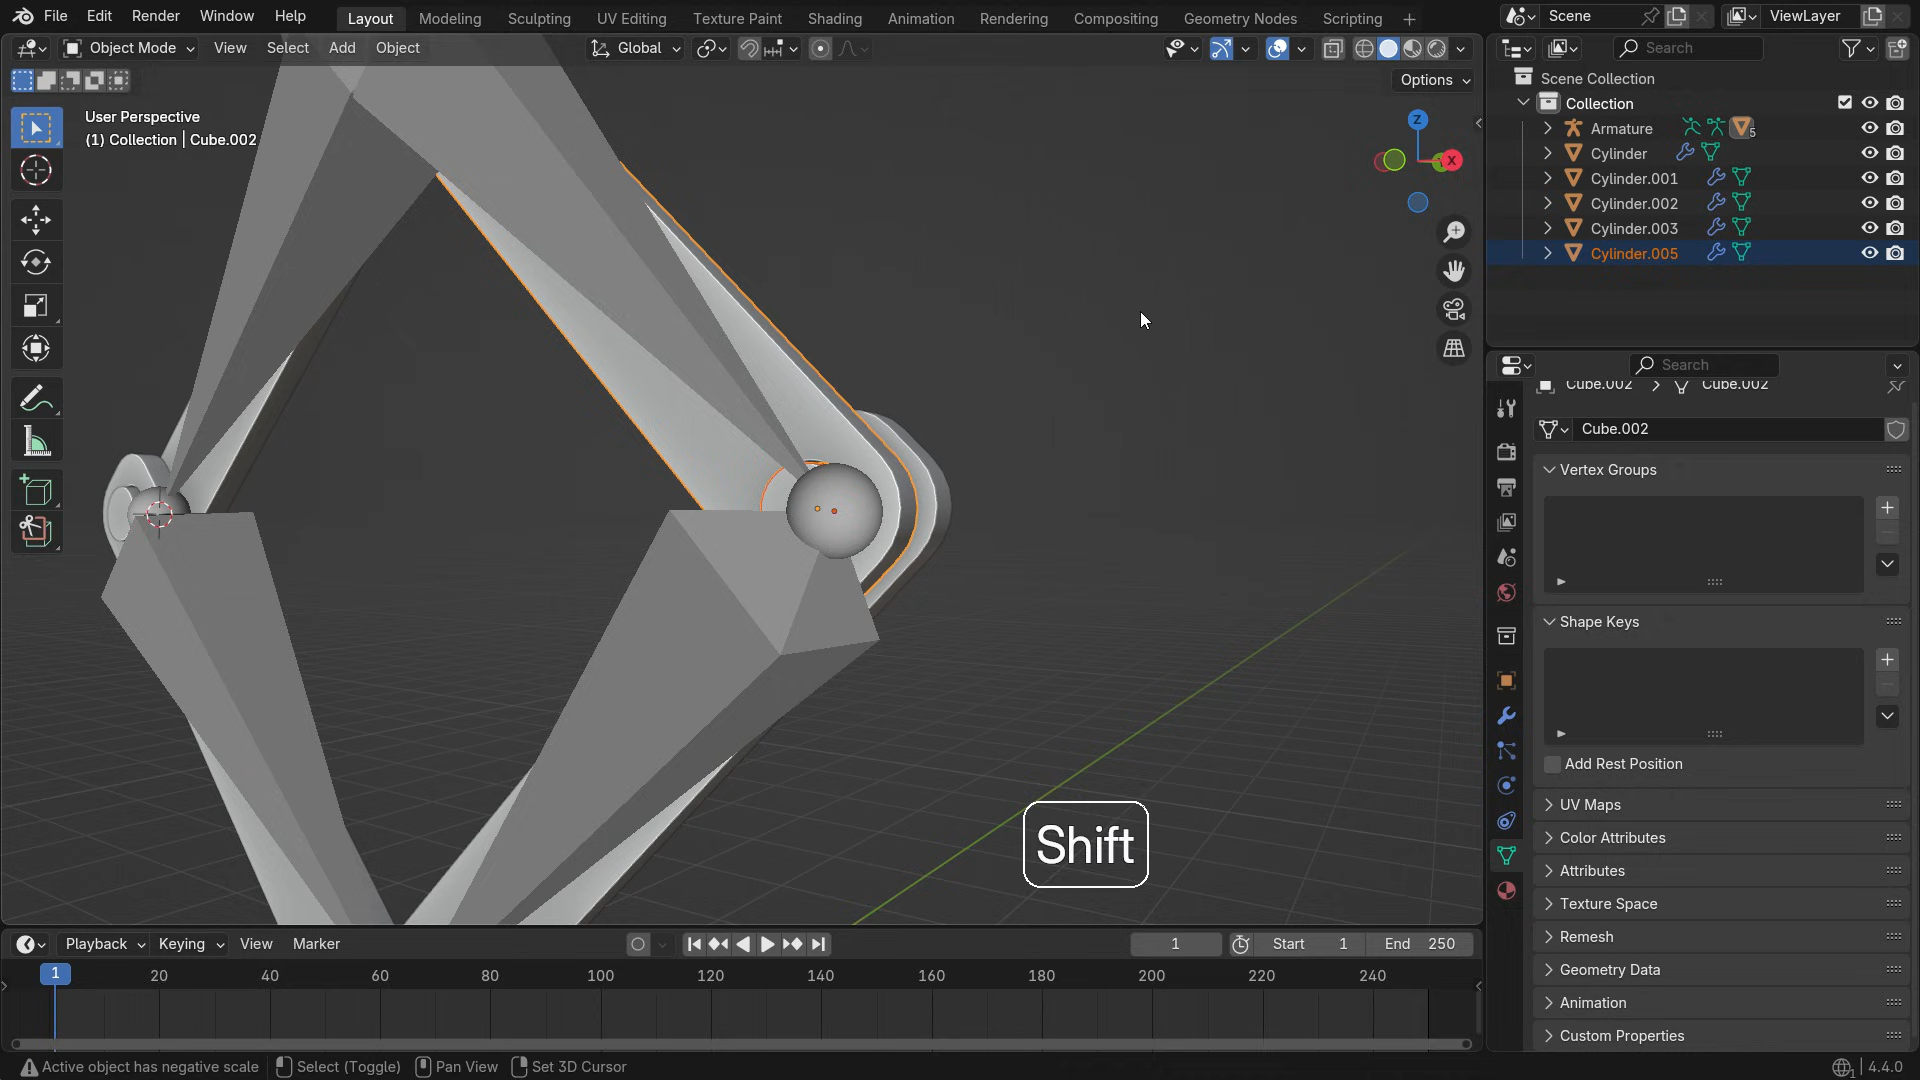 File Edit Render Window Help Layout Modeling Sculpting UV Editing Texture Paint Shading Animation Rendering Compositing Geometry Nodes Scripting Scene ViewLayer
Object Mode View Select Add Object Global Search
Options
User Perspective
(1) Collection | Cube.002
Z
X
Scene Collection
Collection
Armature 5
Cylinder
Cylinder.001
Cylinder.002
Cylinder.003
Cylinder.005
Search
Cube.002 Cube.002
Cube.002
Vertex Groups
Shape Keys
Add Rest Position
UV Maps
Color Attributes
Attributes
Texture Space
Remesh
Geometry Data
Animation
Custom Properties
Shift
Playback Keying View Marker 1 Start 1 End 250
1 20 40 60 80 100 120 140 160 180 200 220 240
Active object has negative scale Select (Toggle) Pan View Set 3D Cursor 4.4.0